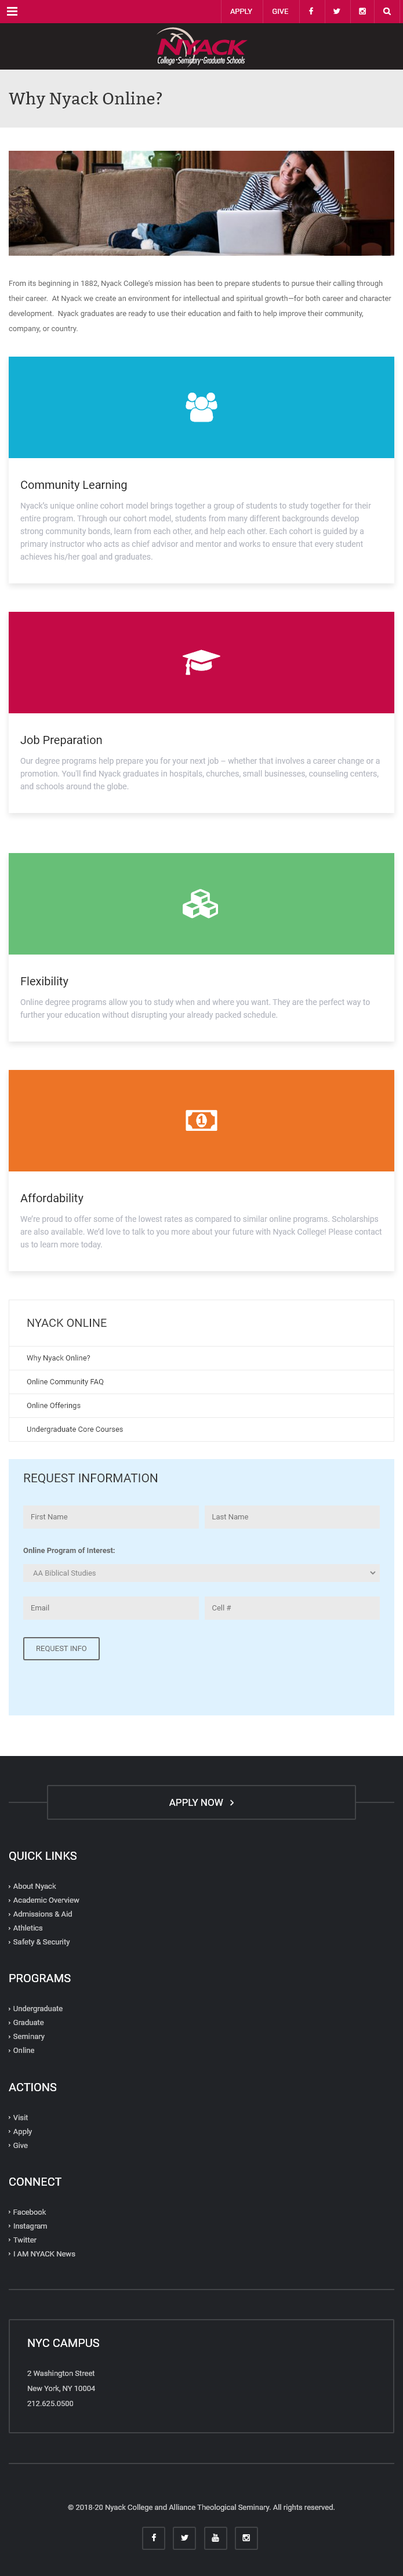 APPLY GIVE
NYACK
College • Seminary • Graduate Schools
Why Nyack Online?
From its beginning in 1882, Nyack College's mission has been to prepare students to pursue their calling through
their career. At Nyack we create an environment for intellectual and spiritual growth—for both career and character
development. Nyack graduates are ready to use their education and faith to help improve their community,
company, or country.
Community Learning
Nyack's unique online cohort model brings together a group of students to study together for their
entire program. Through our cohort model, students from many different backgrounds develop
strong community bonds, learn from each other, and help each other. Each cohort is guided by a
primary instructor who acts as chief advisor and mentor and works to ensure that every student
achieves his/her goal and graduates.
Job Preparation
Our degree programs help prepare you for your next job – whether that involves a career change or a
promotion. You'll find Nyack graduates in hospitals, churches, small businesses, counseling centers,
and schools around the globe.
Flexibility
Online degree programs allow you to study when and where you want. They are the perfect way to
further your education without disrupting your already packed schedule.
1
Affordability
We're proud to offer some of the lowest rates as compared to similar online programs. Scholarships
are also available. We'd love to talk to you more about your future with Nyack College! Please contact
us to learn more today.
NYACK ONLINE
Why Nyack Online?
Online Community FAQ
Online Offerings
Undergraduate Core Courses
REQUEST INFORMATION
First Name Last Name
Online Program of Interest:
AA Biblical Studies
Email Cell #
REQUEST INFO
APPLY NOW
QUICK LINKS
About Nyack
Academic Overview
Admissions & Aid
Athletics
Safety & Security
PROGRAMS
Undergraduate
Graduate
Seminary
Online
ACTIONS
Visit
Apply
Give
CONNECT
Facebook
Instagram
Twitter
I AM NYACK News
NYC CAMPUS
2 Washington Street
New York, NY 10004
212.625.0500
© 2018-20 Nyack College and Alliance Theological Seminary. All rights reserved.